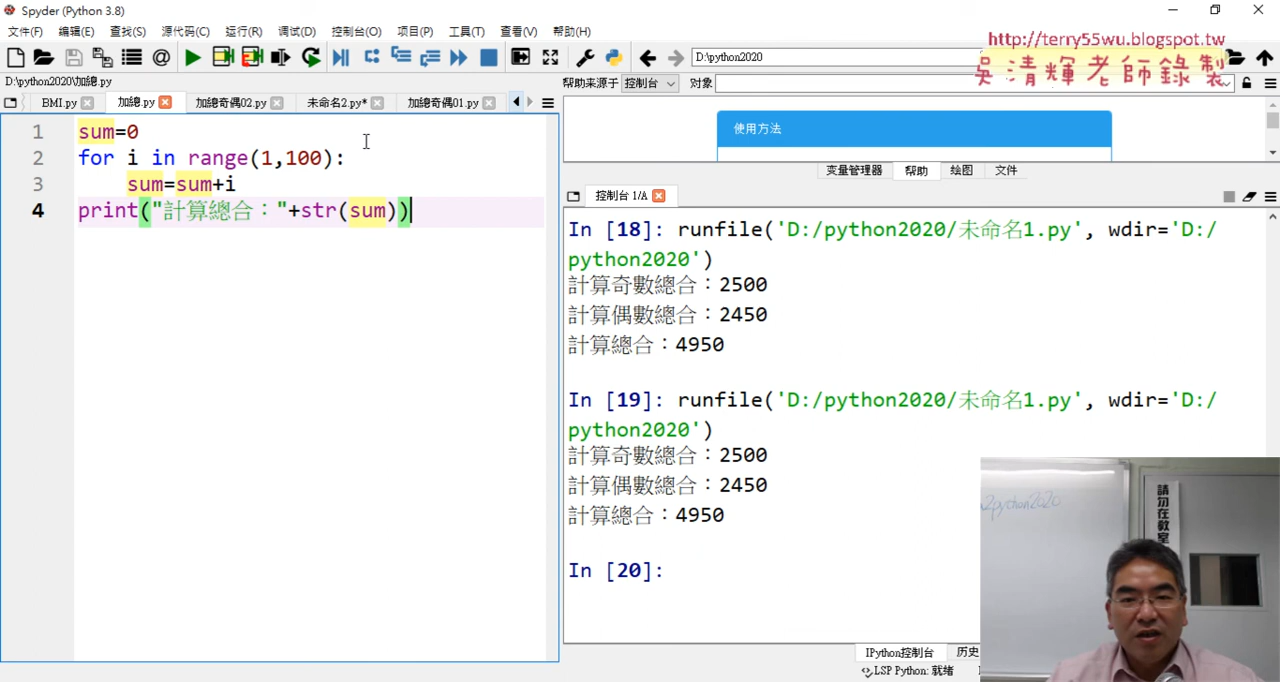 Spyder (Python 3.8)
文件(F) 编辑(E) 查找(S) 源代码(C) 运行(R) 调试(D) 控制台(O) 项目(P) 工具(T) 查看(V) 帮助(H)
D:\python2020
http://terry55wu.blogspot.tw
吳清輝老師錄製
D:\python2020\加總.py
帮助来源于 控制台 对象
BMI.py 加總.py 加總奇偶02.py 未命名2.py* 加總奇偶01.py
1 sum=0
2 for i in range(1,100):
3 sum=sum+i
4 print("計算總合："+str(sum))
使用方法
变量管理器 帮助 绘图 文件
控制台 1/A
In [18]: runfile('D:/python2020/未命名1.py', wdir='D:/
python2020')
計算奇數總合：2500
計算偶數總合：2450
計算總合：4950
In [19]: runfile('D:/python2020/未命名1.py', wdir='D:/
python2020')
計算奇數總合：2500
計算偶數總合：2450
計算總合：4950
In [20]:
請勿在教室
IPython控制台 历史
LSP Python: 就绪